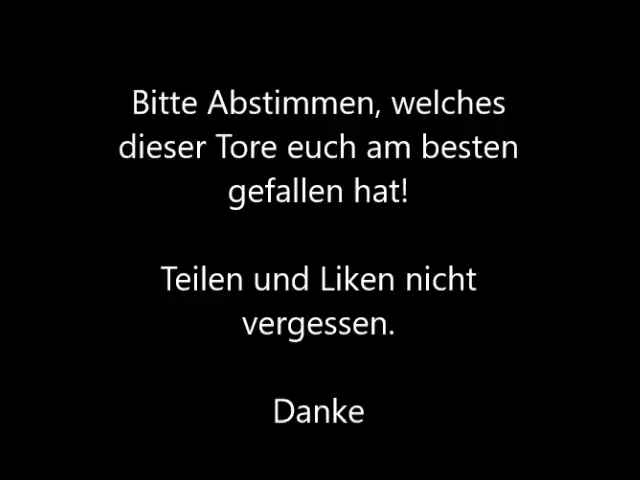 Bitte Abstimmen, welches
dieser Tore euch am besten
gefallen hat!
Teilen und Liken nicht
vergessen.
Danke